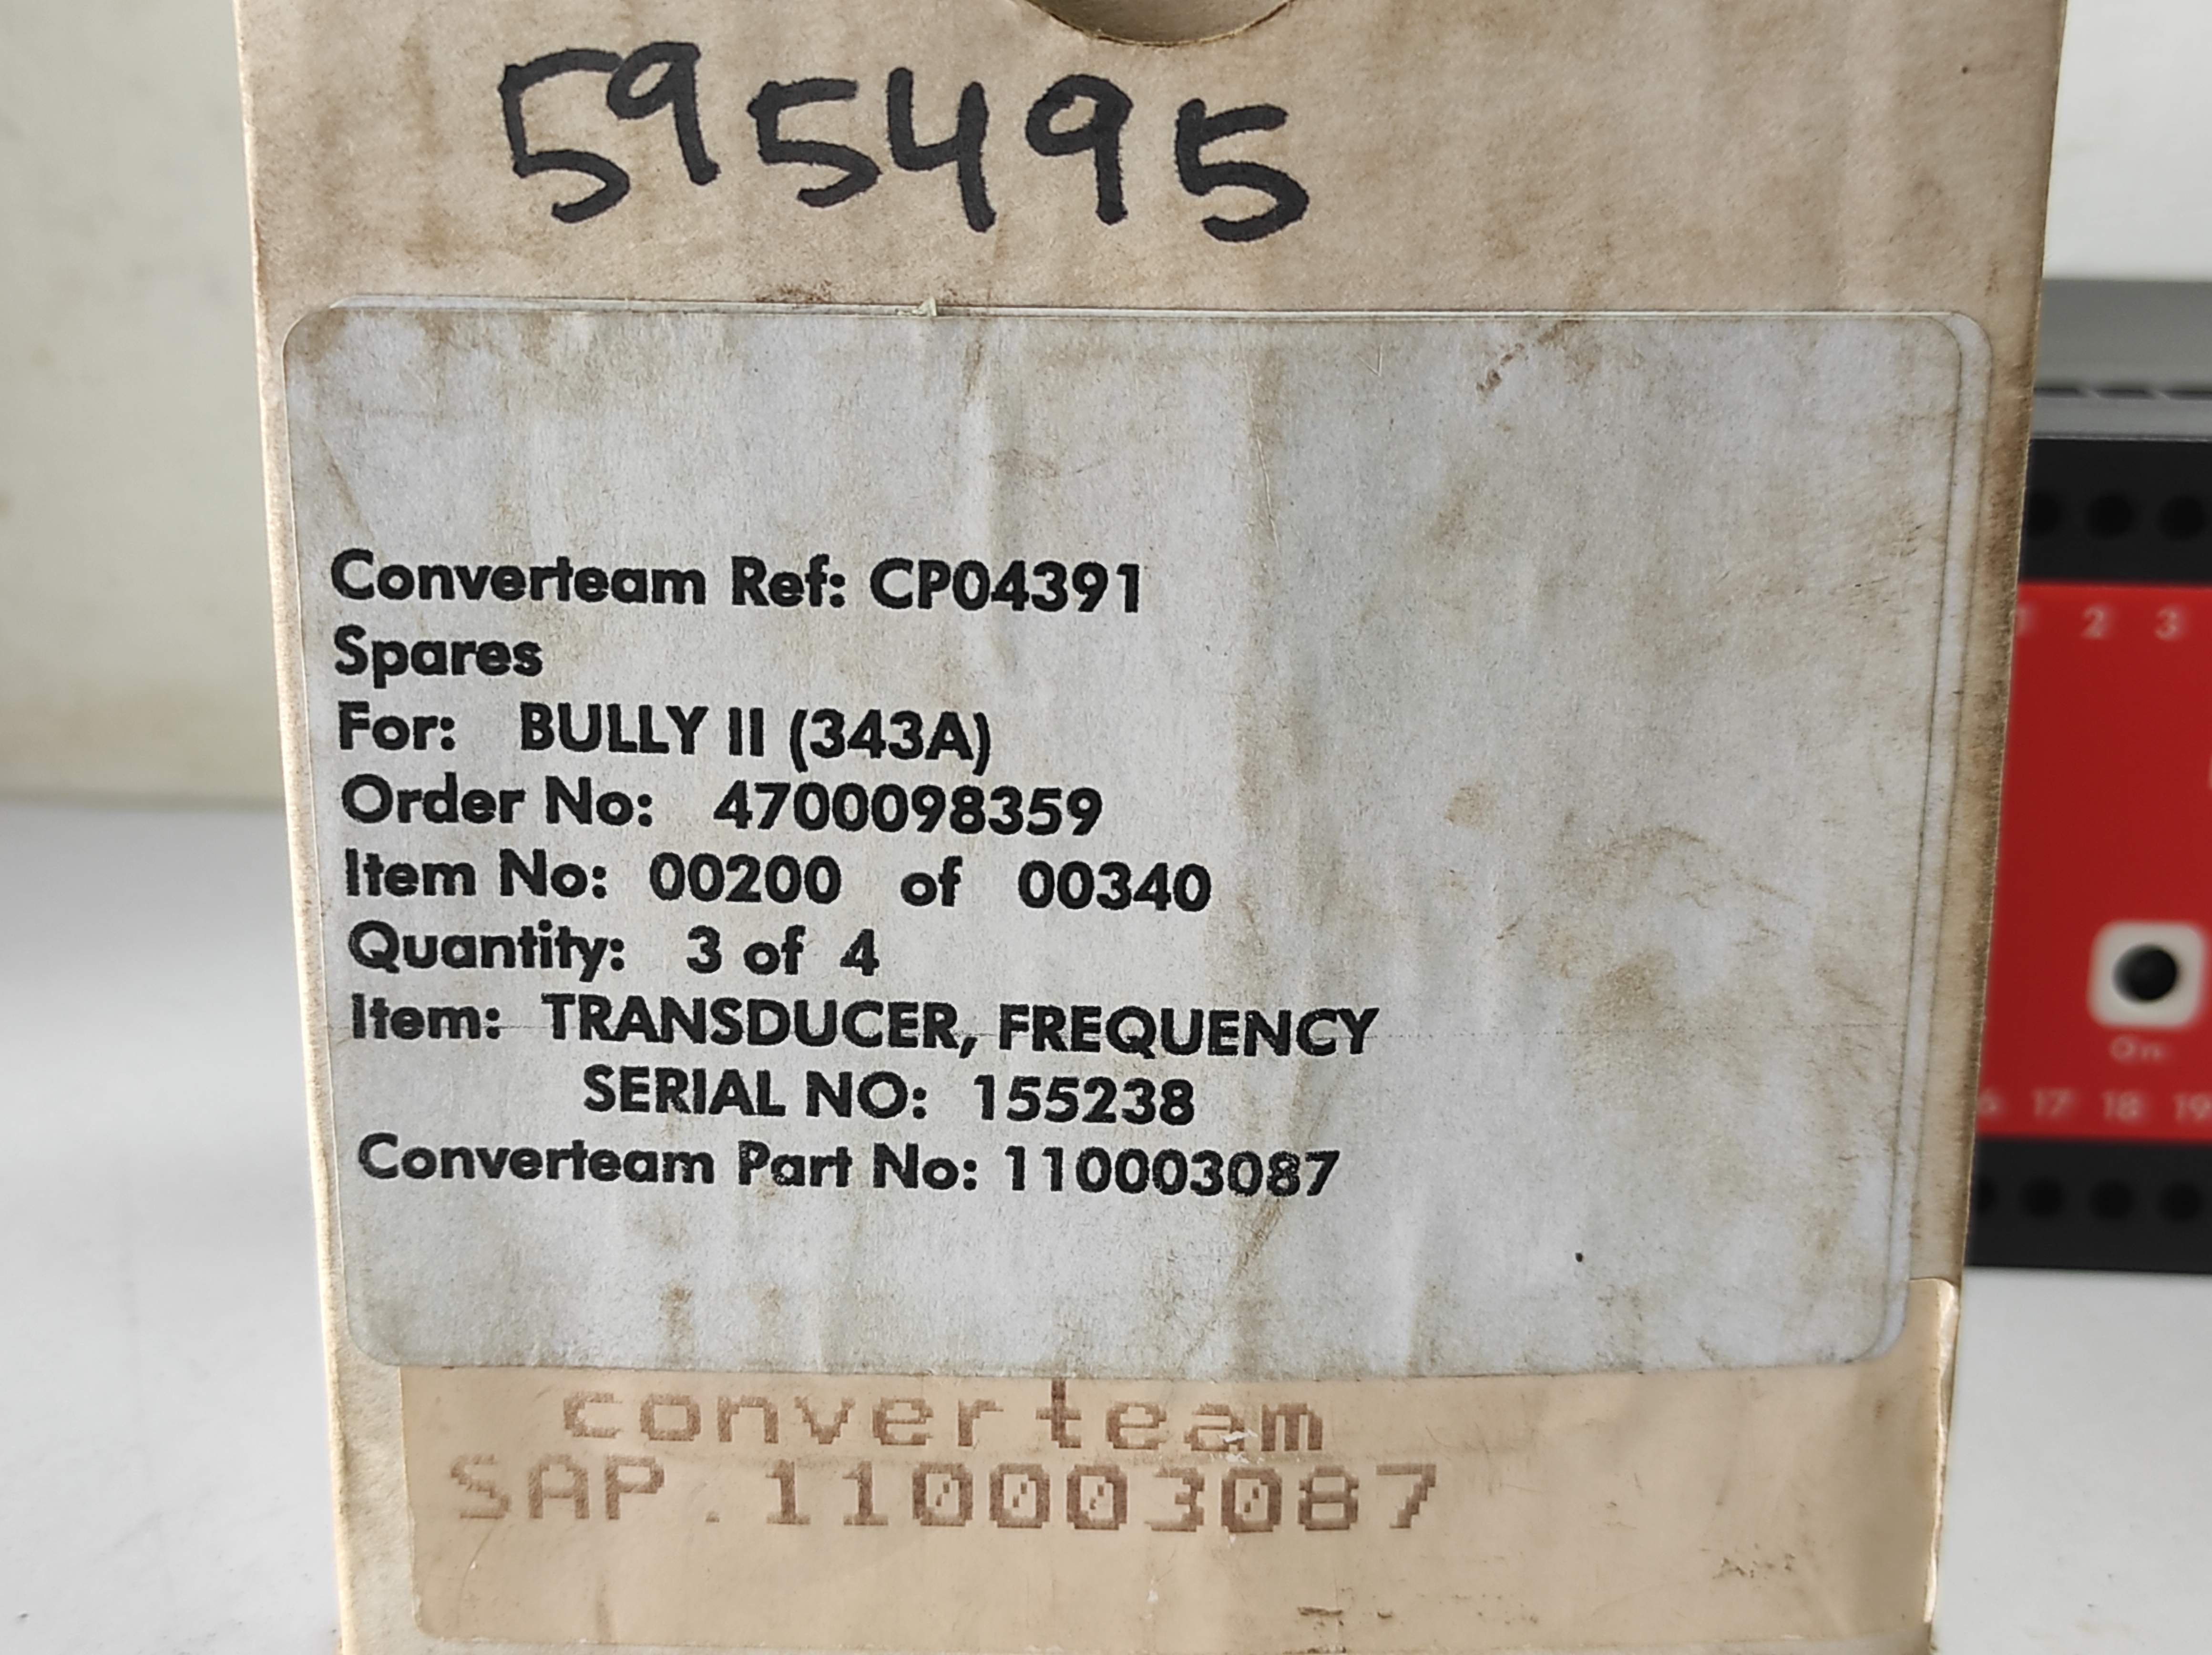 595495
Converteam Ref: CP04391
Spares
For: BULLY II (343A)
Order No: 4700098359
Item No: 00200 of 00340
Quantity: 3 of 4
Item: TRANSDUCER, FREQUENCY
SERIAL NO: 155238
Converteam Part No: 110003087
converteam
SAP.110003087
1 2 3
On
17 18 19